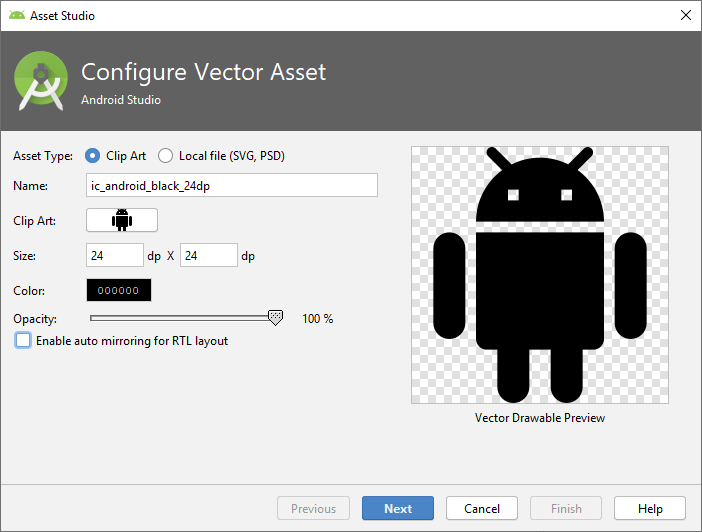 Asset Studio
Configure Vector Asset
Android Studio
Asset Type: Clip Art Local file (SVG, PSD)
Name: ic_android_black_24dp
Clip Art:
Size: 24 dp X 24 dp
Color: 000000
Opacity: 100 %
Enable auto mirroring for RTL layout
Vector Drawable Preview
Previous Next Cancel Finish Help